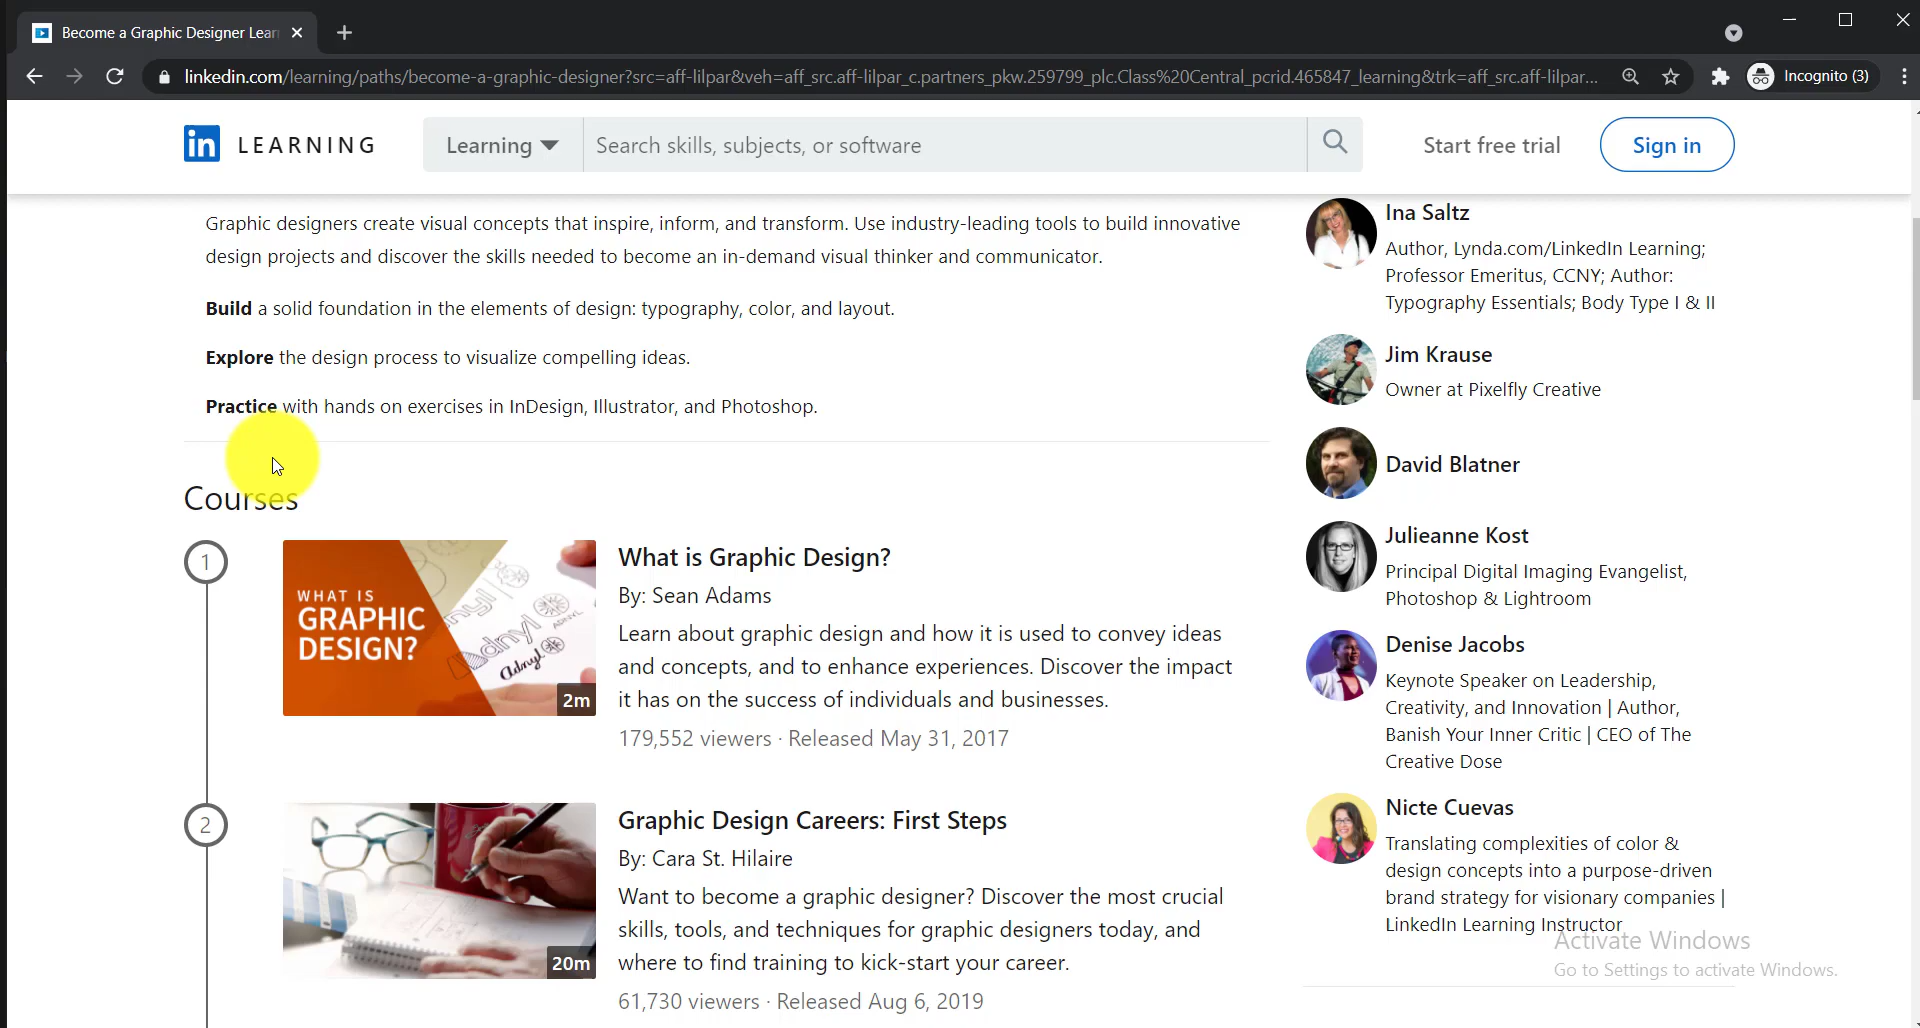 Become a Graphic Designer Lear
linkedin.com/learning/paths/become-a-graphic-designer?src=aff-lilpar&veh=aff_src.aff-lilpar_c.partners_pkw.259799_plc.Class%20Central_pcrid.465847_learning&trk=aff_src.aff-lilpar...
Incognito (3)
in LEARNING
Learning
Search skills, subjects, or software
Start free trial
Sign in
Graphic designers create visual concepts that inspire, inform, and transform. Use industry-leading tools to build innovative
design projects and discover the skills needed to become an in-demand visual thinker and communicator.
Build a solid foundation in the elements of design: typography, color, and layout.
Explore the design process to visualize compelling ideas.
Practice with hands on exercises in InDesign, Illustrator, and Photoshop.
Courses
1
WHAT IS
GRAPHIC
DESIGN?
Adnyl
2m
What is Graphic Design?
By: Sean Adams
Learn about graphic design and how it is used to convey ideas
and concepts, and to enhance experiences. Discover the impact
it has on the success of individuals and businesses.
179,552 viewers · Released May 31, 2017
2
20m
Graphic Design Careers: First Steps
By: Cara St. Hilaire
Want to become a graphic designer? Discover the most crucial
skills, tools, and techniques for graphic designers today, and
where to find training to kick-start your career.
61,730 viewers · Released Aug 6, 2019
Ina Saltz
Author, Lynda.com/LinkedIn Learning;
Professor Emeritus, CCNY; Author:
Typography Essentials; Body Type I & II
Jim Krause
Owner at Pixelfly Creative
David Blatner
Julieanne Kost
Principal Digital Imaging Evangelist,
Photoshop & Lightroom
Denise Jacobs
Keynote Speaker on Leadership,
Creativity, and Innovation | Author,
Banish Your Inner Critic | CEO of The
Creative Dose
Nicte Cuevas
Translating complexities of color &
design concepts into a purpose-driven
brand strategy for visionary companies |
LinkedIn Learning Instructor
Activate Windows
Go to Settings to activate Windows.